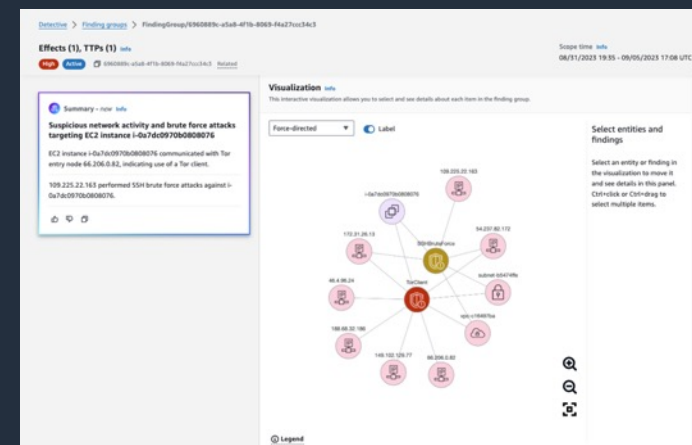 Detective > Finding groups > FindingGroup/6960889c-a5a8-4f1b-8069-f4a27ccc34c3
Effects (1), TTPs (1) Info
High Active 6960889c-a5a8-4f1b-8069-f4a27ccc34c3 Related
Scope time Info
08/31/2023 19:35 - 09/05/2023 17:08 UTC
Summary - new Info
Suspicious network activity and brute force attacks
targeting EC2 instance i-0a7dc0970b0808076
EC2 instance i-0a7dc0970b0808076 communicated with Tor
entry node 66.206.0.82, indicating use of a Tor client.
109.225.22.163 performed SSH brute force attacks against i-
0a7dc0970b0808076.
Visualization Info
This interactive visualization allows you to select and see details about each item in the finding group.
Force-directed
Label
109.225.22.163
i-0a7dc0970b0808076
172.31.26.13
SSHBruteForce
54.237.82.172
TorClient
vpc-c19497ba
66.206.0.82
Select entities and
findings
Select an entity or finding in
the visualization to move it
and see details in this panel.
Ctrl+click or Ctrl+drag to
select multiple items.
Legend